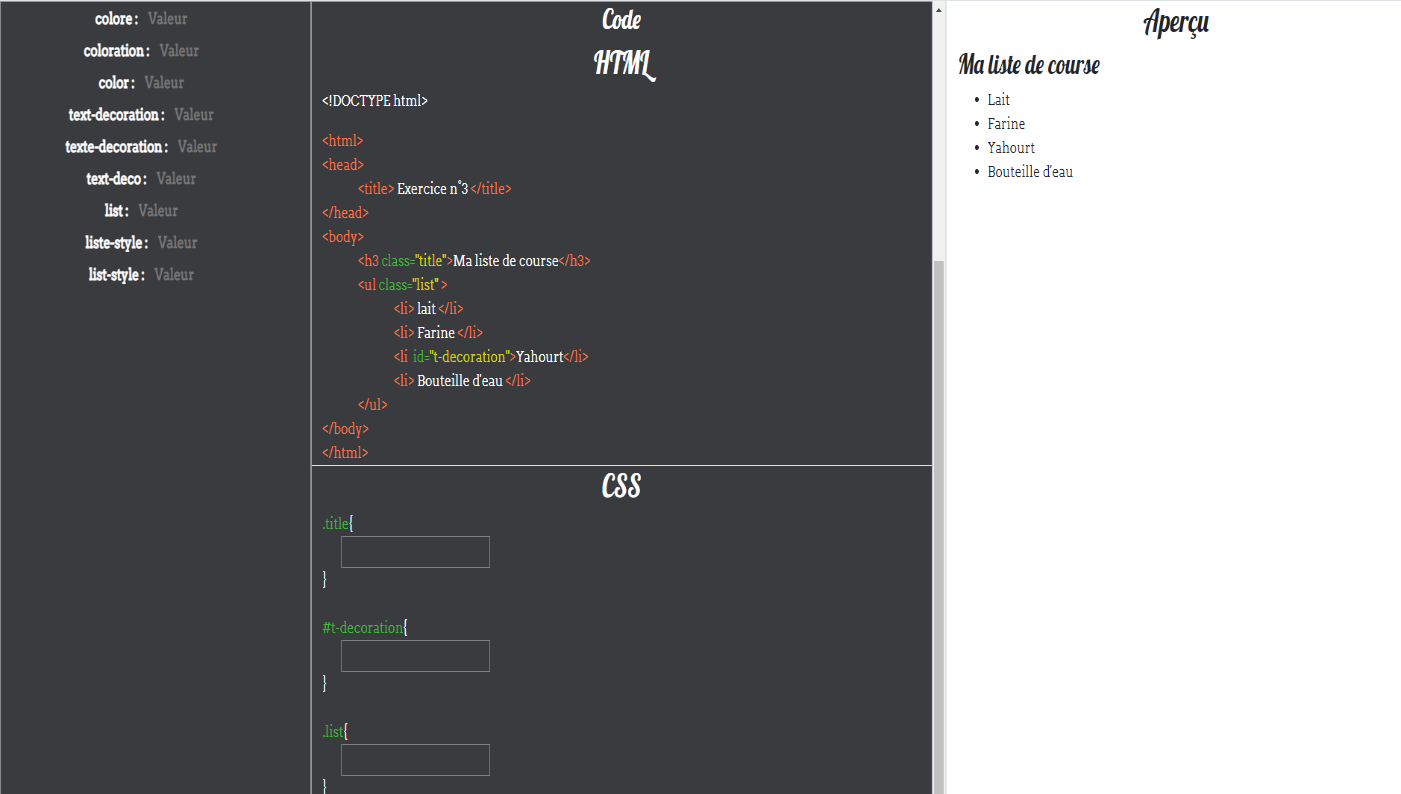 colore : Valeur
coloration : Valeur
color : Valeur
text-decoration : Valeur
texte-decoration : Valeur
text-deco : Valeur
list : Valeur
liste-style : Valeur
list-style : Valeur
Code
HTML
<!DOCTYPE html>
<html>
<head>
<title> Exercice n°3 </title>
</head>
<body>
<h3 class="title">Ma liste de course</h3>
<ul class="list" >
<li> lait </li>
<li> Farine </li>
<li id="t-decoration">Yahourt</li>
<li> Bouteille d'eau </li>
</ul>
</body>
</html>
CSS
.title{
}
#t-decoration{
}
.list{
}
Aperçu
Ma liste de course
• Lait
• Farine
• Yahourt
• Bouteille d'eau